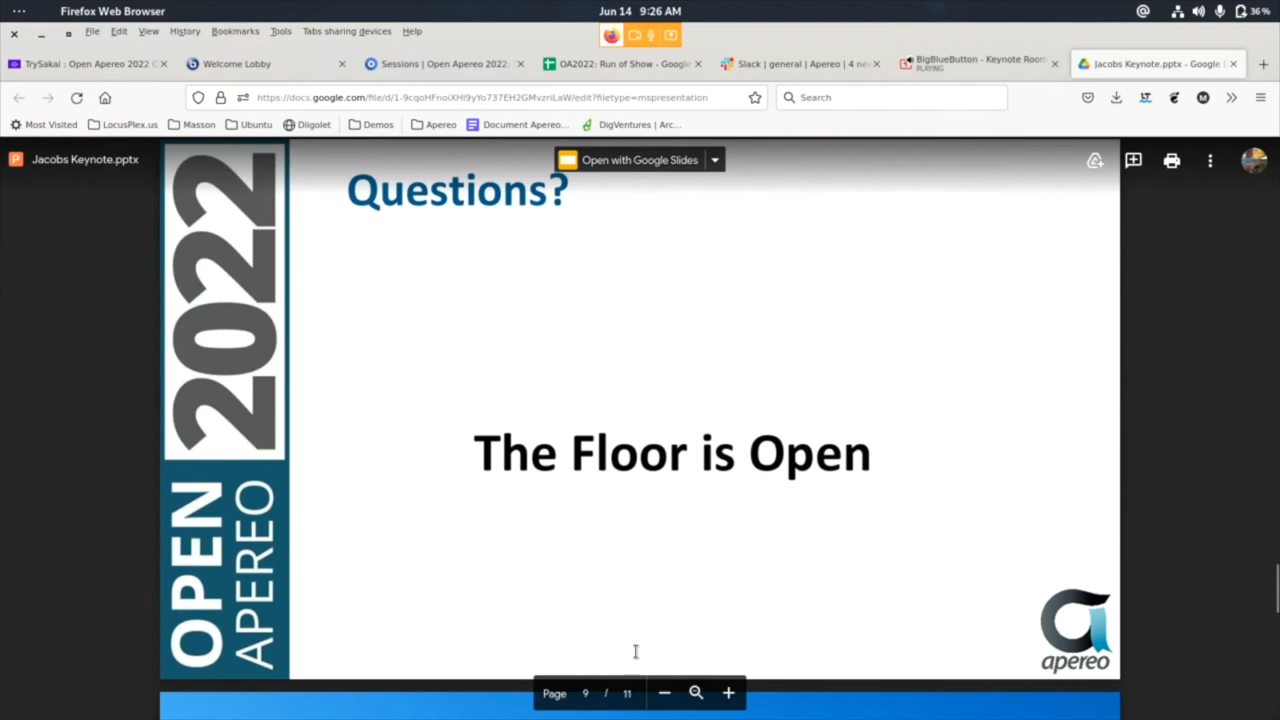 Firefox Web Browser
Jun 14 9:26 AM
36 %
File Edit View History Bookmarks Tools Tabs sharing devices Help
TrySakai : Open Apereo 2022 C
Welcome Lobby
Sessions | Open Apereo 2022:
OA2022: Run of Show - Google
Slack | general | Apereo | 4 new
BigBlueButton - Keynote Room
PLAYING
Jacobs Keynote.pptx - Google D
https://docs.google.com/file/d/1-9cqoHFnoiXHl9yYo737EH2GMvzriLaW/edit?filetype=mspresentation
Search
Most Visited LocusPlex.us Masson Ubuntu Diigolet Demos Apereo Document Apereo... DigVentures | Arc...
P Jacobs Keynote.pptx
Open with Google Slides
Questions?
The Floor is Open
OPEN 2022
APEREO
apereo
Page 9 / 11